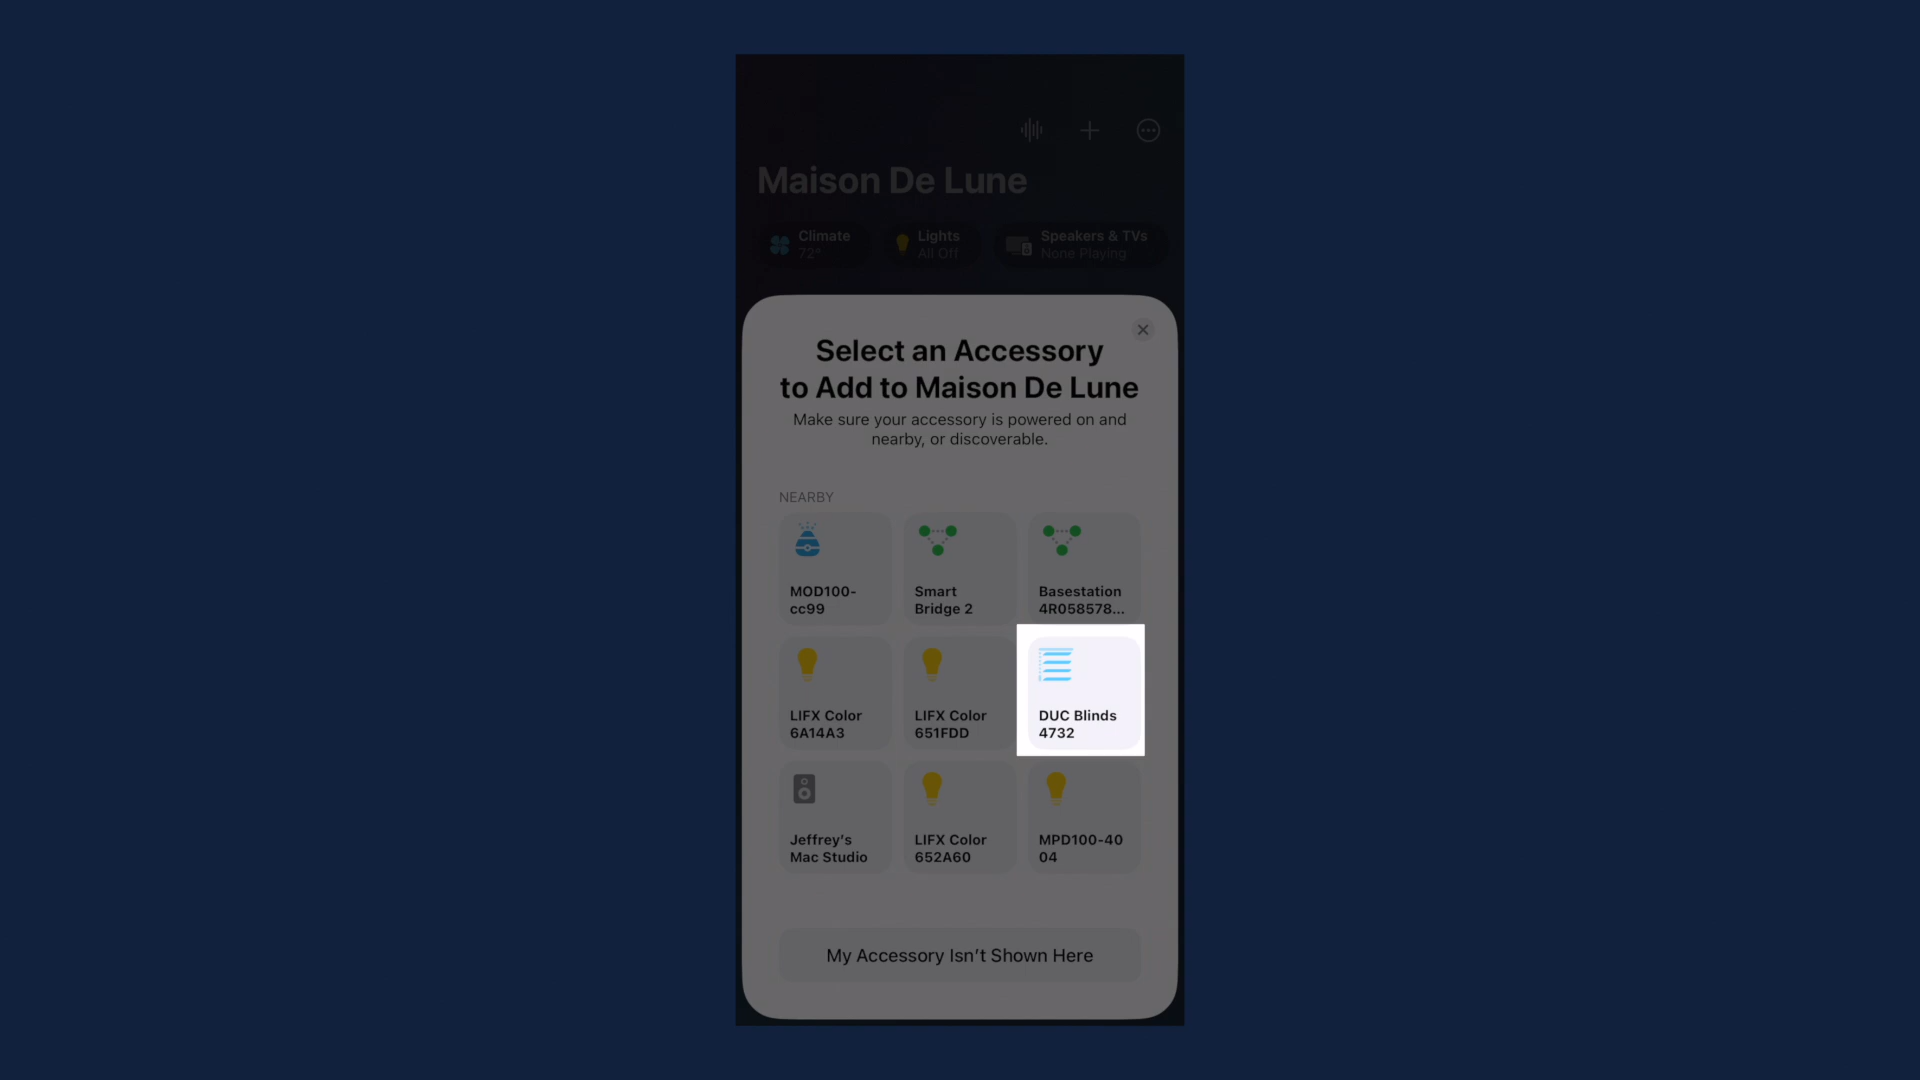 Maison De Lune
Climate
72°
Lights
All Off
Speakers & TVs
None Playing
Select an Accessory
to Add to Maison De Lune
Make sure your accessory is powered on and
nearby, or discoverable.
NEARBY
MOD100-
cc99
Smart
Bridge 2
Basestation
4R058578...
LIFX Color
6A14A3
LIFX Color
651FDD
DUC Blinds
4732
Jeffrey's
Mac Studio
LIFX Color
652A60
MPD100-40
04
My Accessory Isn't Shown Here